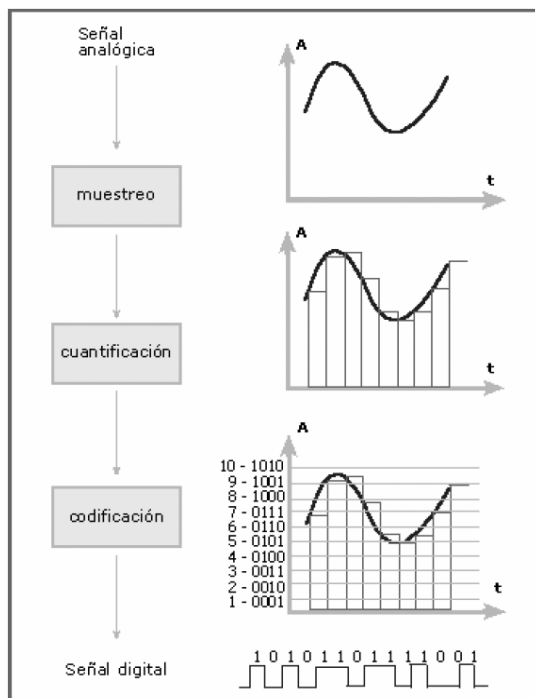 Señal
analógica
muestreo
cuantificación
codificación
Señal digital
A
t
A
t
A
10 - 1010
9 - 1001
8 - 1000
7 - 0111
6 - 0110
5 - 0101
4 - 0100
3 - 0011
2 - 0010
1 - 0001
t
1 0 1 0 1 1 0 1 1 1 1 0 0 1